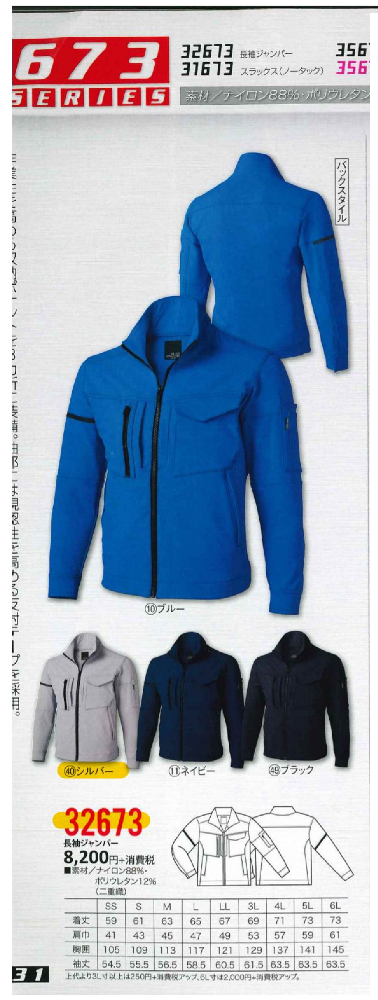 673
SERIES
32673 長袖ジャンパー
31673 スラックス(ノータック)
356
356
素材/ナイロン88%・ポリウレタン
バックスタイル
⑩ブルー
㊵シルバー
⑪ネイビー
㊾ブラック
32673
長袖ジャンパー
8,200円+消費税
■素材/ナイロン88%・
ポリウレタン12%
(二重織)
SS S M L LL 3L 4L 5L 6L
着丈 59 61 63 65 67 69 71 73 73
肩巾 41 43 45 47 49 53 57 59 61
胸囲 105 109 113 117 121 129 137 141 145
袖丈 54.5 55.5 56.5 58.5 60.5 61.5 63.5 63.5 63.5
上代より3L寸以上は250円+消費税アップ、6L寸は2,000円+消費税アップ。
31